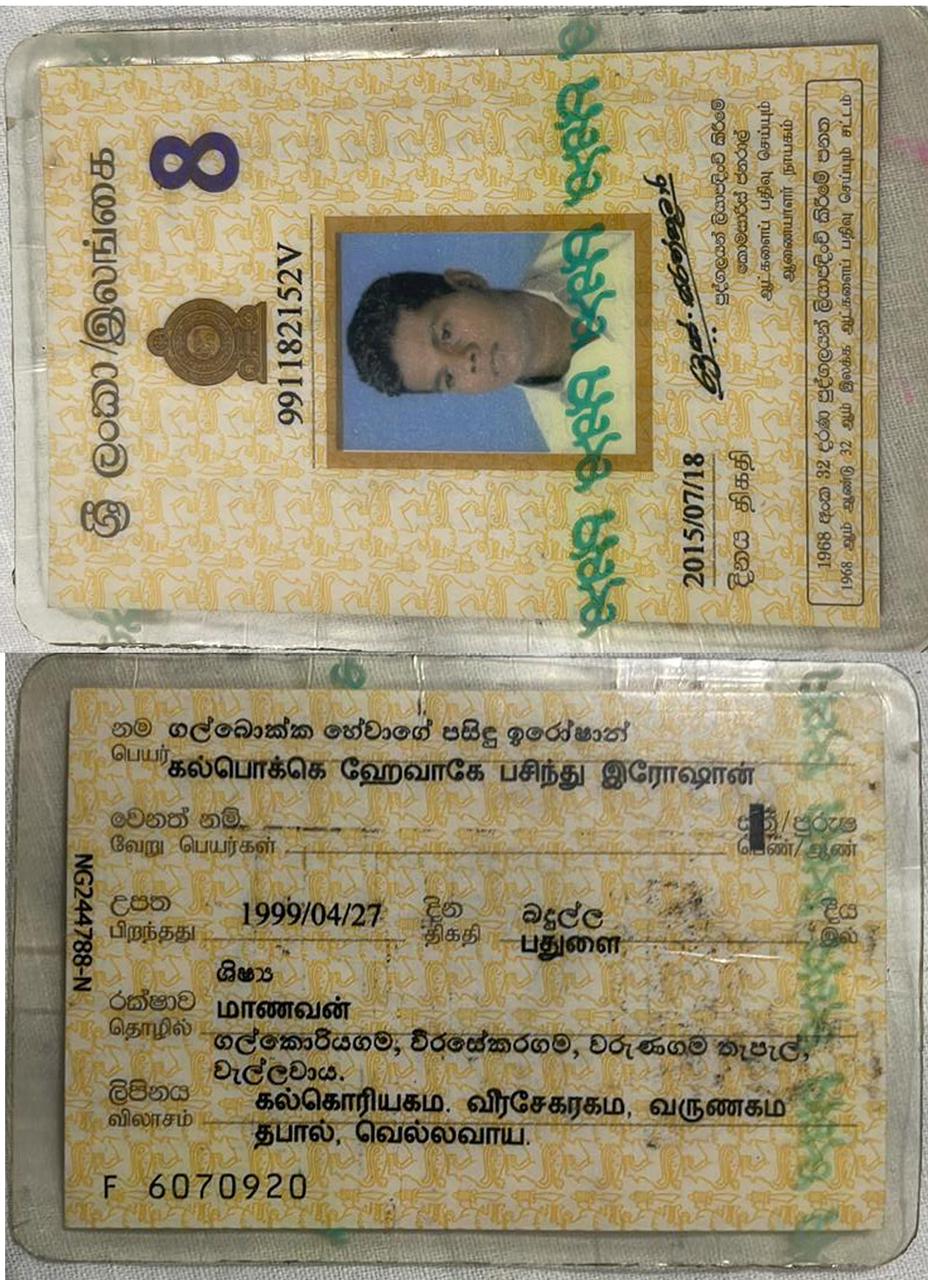 ශ්‍රී ලංකා/இலங்கை
8
991182152V
2015/07/18
දිනය திகதி
පුද්ගලයන් ලියාපදිංචි කිරීමේ
කොමසාරිස් ජනරාල්
ஆட்களைப் பதிவு செய்யும்
ஆணையாளர் நாயகம்
1968 අංක 32 දරණ පුද්ගලයන් ලියාපදිංචි කිරීමේ පනත
1968 ஆம் ஆண்டு 32 ஆம் இலக்க ஆட்களைப் பதிவு செய்யும் சட்டம்
නම ගල්බොක්ක හේවාගේ පසිඳු ඉරෝෂාන්
பெயர் கல்பொக்கெ ஹேவாகே பசிந்து இரோஷான்
වෙනත් නම් /පුරුෂ
வேறு பெயர்கள் பெண்/ஆண்
උපත 1999/04/27 දින බදුල්ල දීය
பிறந்தது திகதி பதுளை இல்
ශිෂ්‍ය
රක්ෂාව மாணவன்
தொழில்
ගල්කොරියගම, වීරසේකරගම, වරුණගම තැපැල්,
වැල්ලවාය.
ලිපිනය கல்கொரியகம. வீரசேகரகம, வருணகம
விலாசம் தபால், வெல்லவாய.
F 6070920
NG244788-N